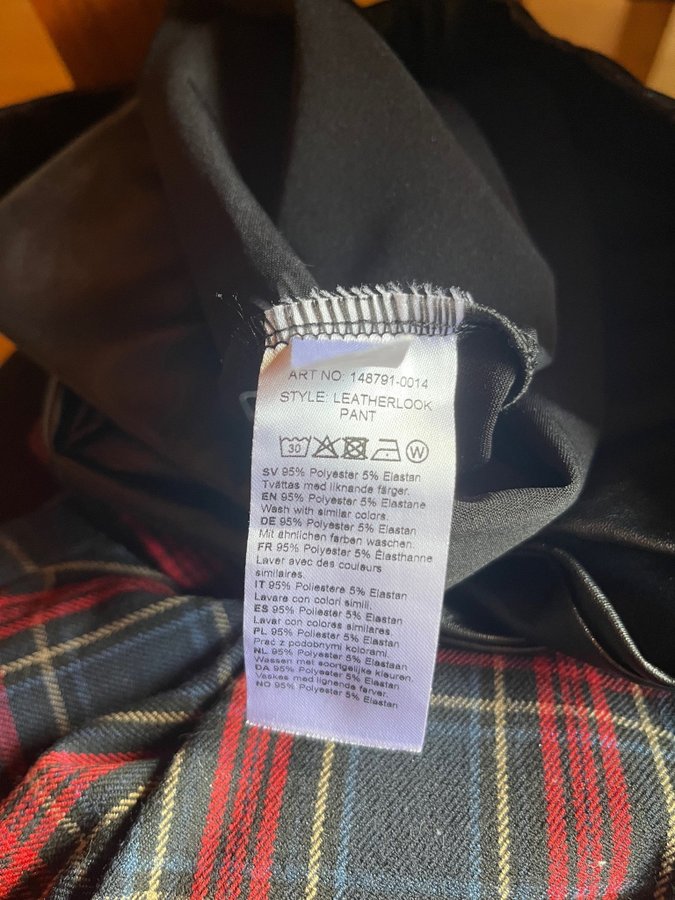 ART NO: 148791-0014
STYLE: LEATHERLOOK
PANT
30 W
SV 95% Polyester 5% Elastan
Tvättas med liknande färger.
EN 95% Polyester 5% Elastane
Wash with similar colors.
DE 95% Polyester 5% Elastan
Mit ähnlichen farben waschen.
FR 95% Polyester 5% Élasthanne
Laver avec des couleurs
similaires.
IT 95% Poliestere 5% Elastan
Lavare con colori simili.
ES 95% Poliester 5% Elastan
Lavar con colores similares.
PL 95% Poliester 5% Elastan
Prać z podobnymi kolorami.
NL 95% Polyester 5% Elastaan
Wassen met soortgelijke kleuren.
DA 95% Polyester 5% Elastan
Vaskes med lignende farver.
NO 95% Polyester 5% Elastan